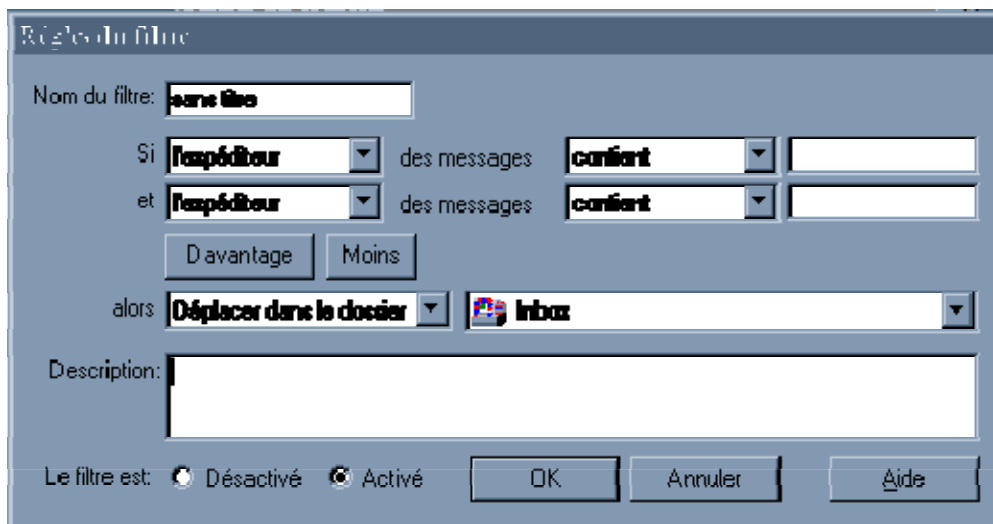 Règles du filtre
Nom du filtre: sans titre
Si l'expéditeur des messages contient
et l'expéditeur des messages contient
Davantage Moins
alors Déplacer dans le dossier Inbox
Description:
Le filtre est: Désactivé Activé OK Annuler Aide